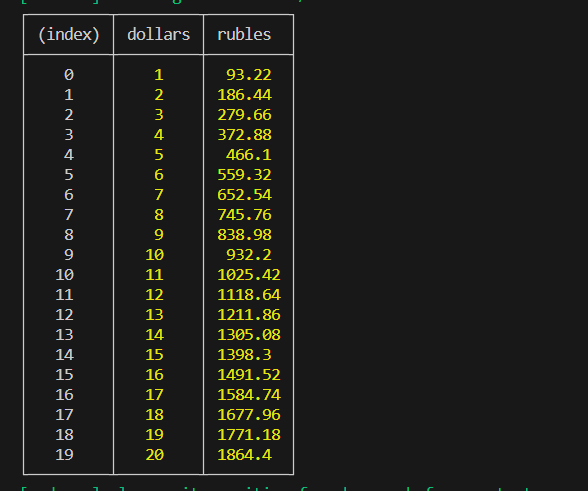 (index) dollars rubles
0 1 93.22
1 2 186.44
2 3 279.66
3 4 372.88
4 5 466.1
5 6 559.32
6 7 652.54
7 8 745.76
8 9 838.98
9 10 932.2
10 11 1025.42
11 12 1118.64
12 13 1211.86
13 14 1305.08
14 15 1398.3
15 16 1491.52
16 17 1584.74
17 18 1677.96
18 19 1771.18
19 20 1864.4